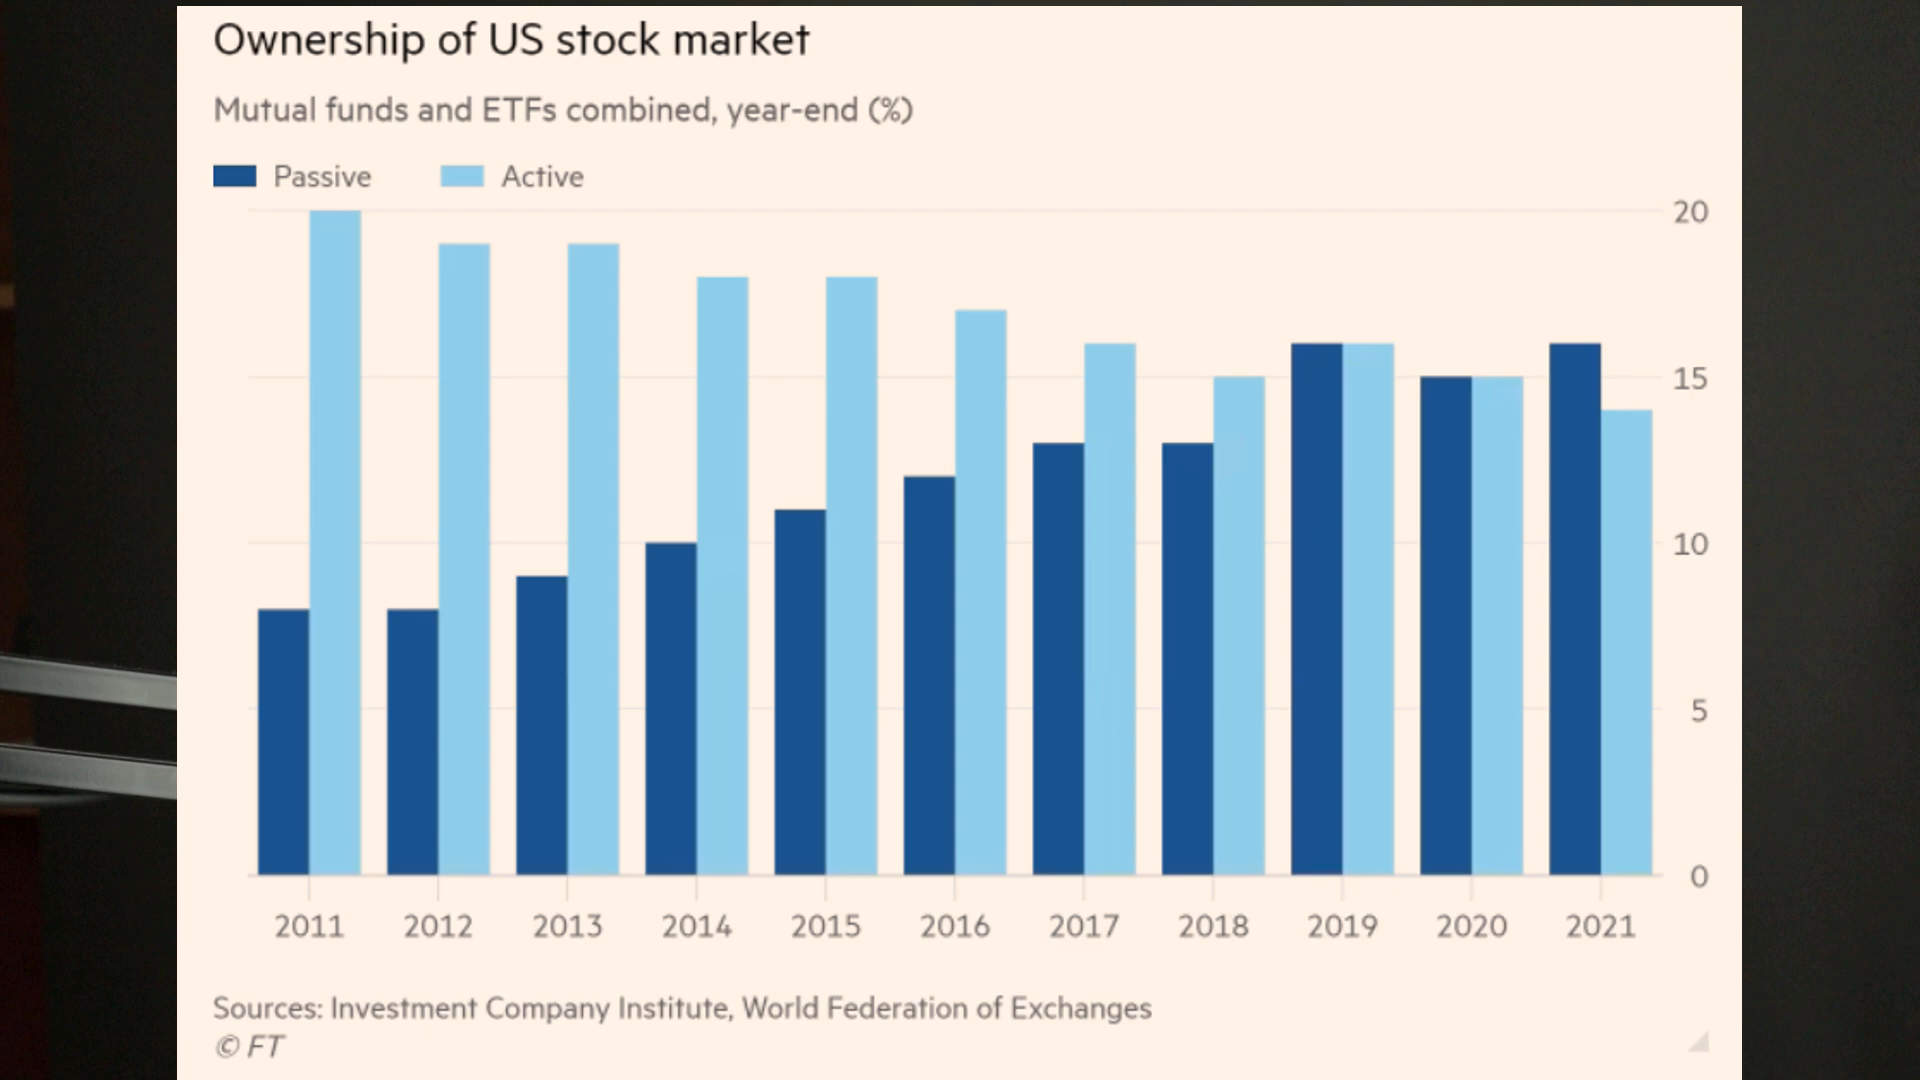 Ownership of US stock market
Mutual funds and ETFs combined, year-end (%)
Passive Active
20
15
10
5
0
2011 2012 2013 2014 2015 2016 2017 2018 2019 2020 2021
Sources: Investment Company Institute, World Federation of Exchanges
© FT